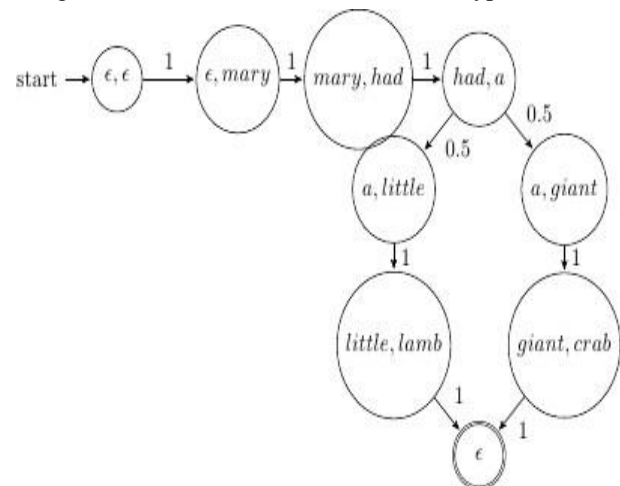 start ϵ, ϵ 1 ϵ, mary 1 mary, had 1 had, a
0.5 0.5
a, little a, giant
1 1
little, lamb giant, crab
1 1
ϵ